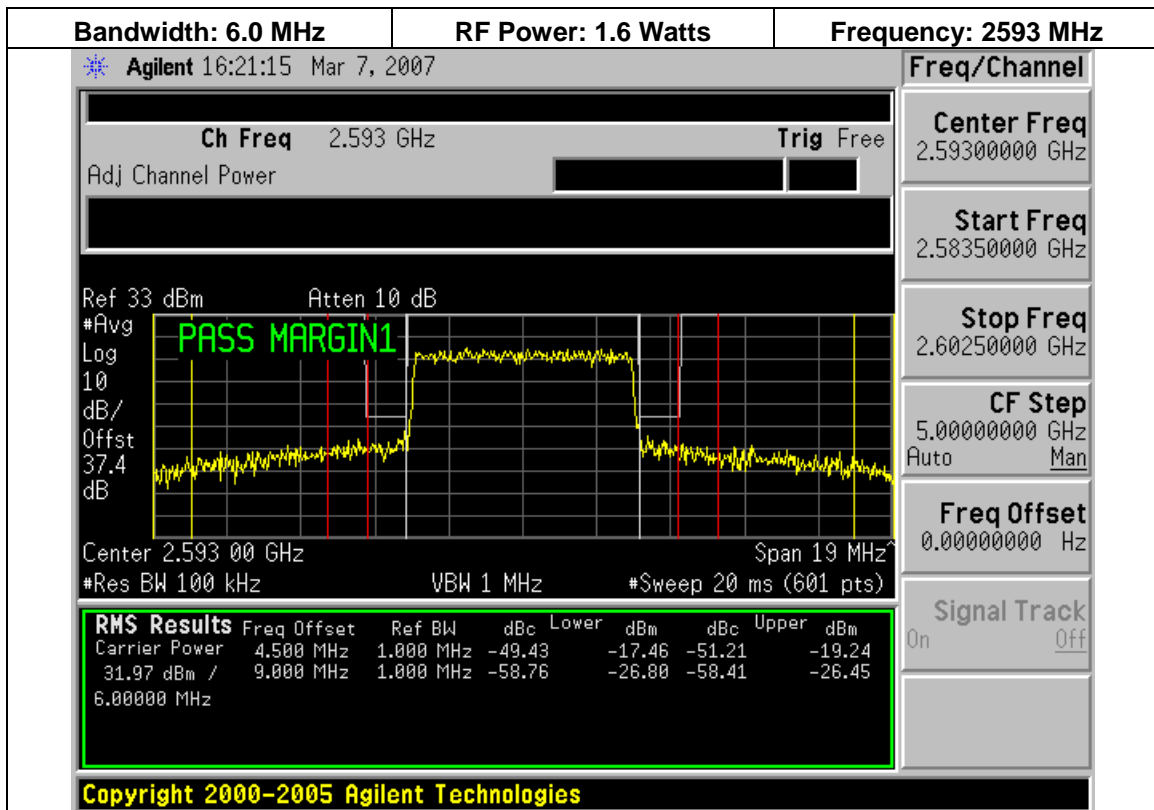 Bandwidth: 6.0 MHz RF Power: 1.6 Watts Frequency: 2593 MHz
Agilent 16:21:15 Mar 7, 2007 Freq/Channel
Ch Freq 2.593 GHz Trig Free
Adj Channel Power
Center Freq
2.59300000 GHz
Start Freq
2.58350000 GHz
Stop Freq
2.60250000 GHz
CF Step
5.00000000 GHz
Auto Man
Freq Offset
0.00000000 Hz
Signal Track
On Off
Ref 33 dBm Atten 10 dB
#Avg
Log
10
dB/
Offst
37.4
dB
PASS MARGIN1
Center 2.593 00 GHz Span 19 MHz^
#Res BW 100 kHz VBW 1 MHz #Sweep 20 ms (601 pts)
RMS Results Freq Offset Ref BW dBc Lower dBm dBc Upper dBm
Carrier Power 4.500 MHz 1.000 MHz -49.43 -17.46 -51.21 -19.24
31.97 dBm / 9.000 MHz 1.000 MHz -58.76 -26.80 -58.41 -26.45
6.00000 MHz
Copyright 2000-2005 Agilent Technologies